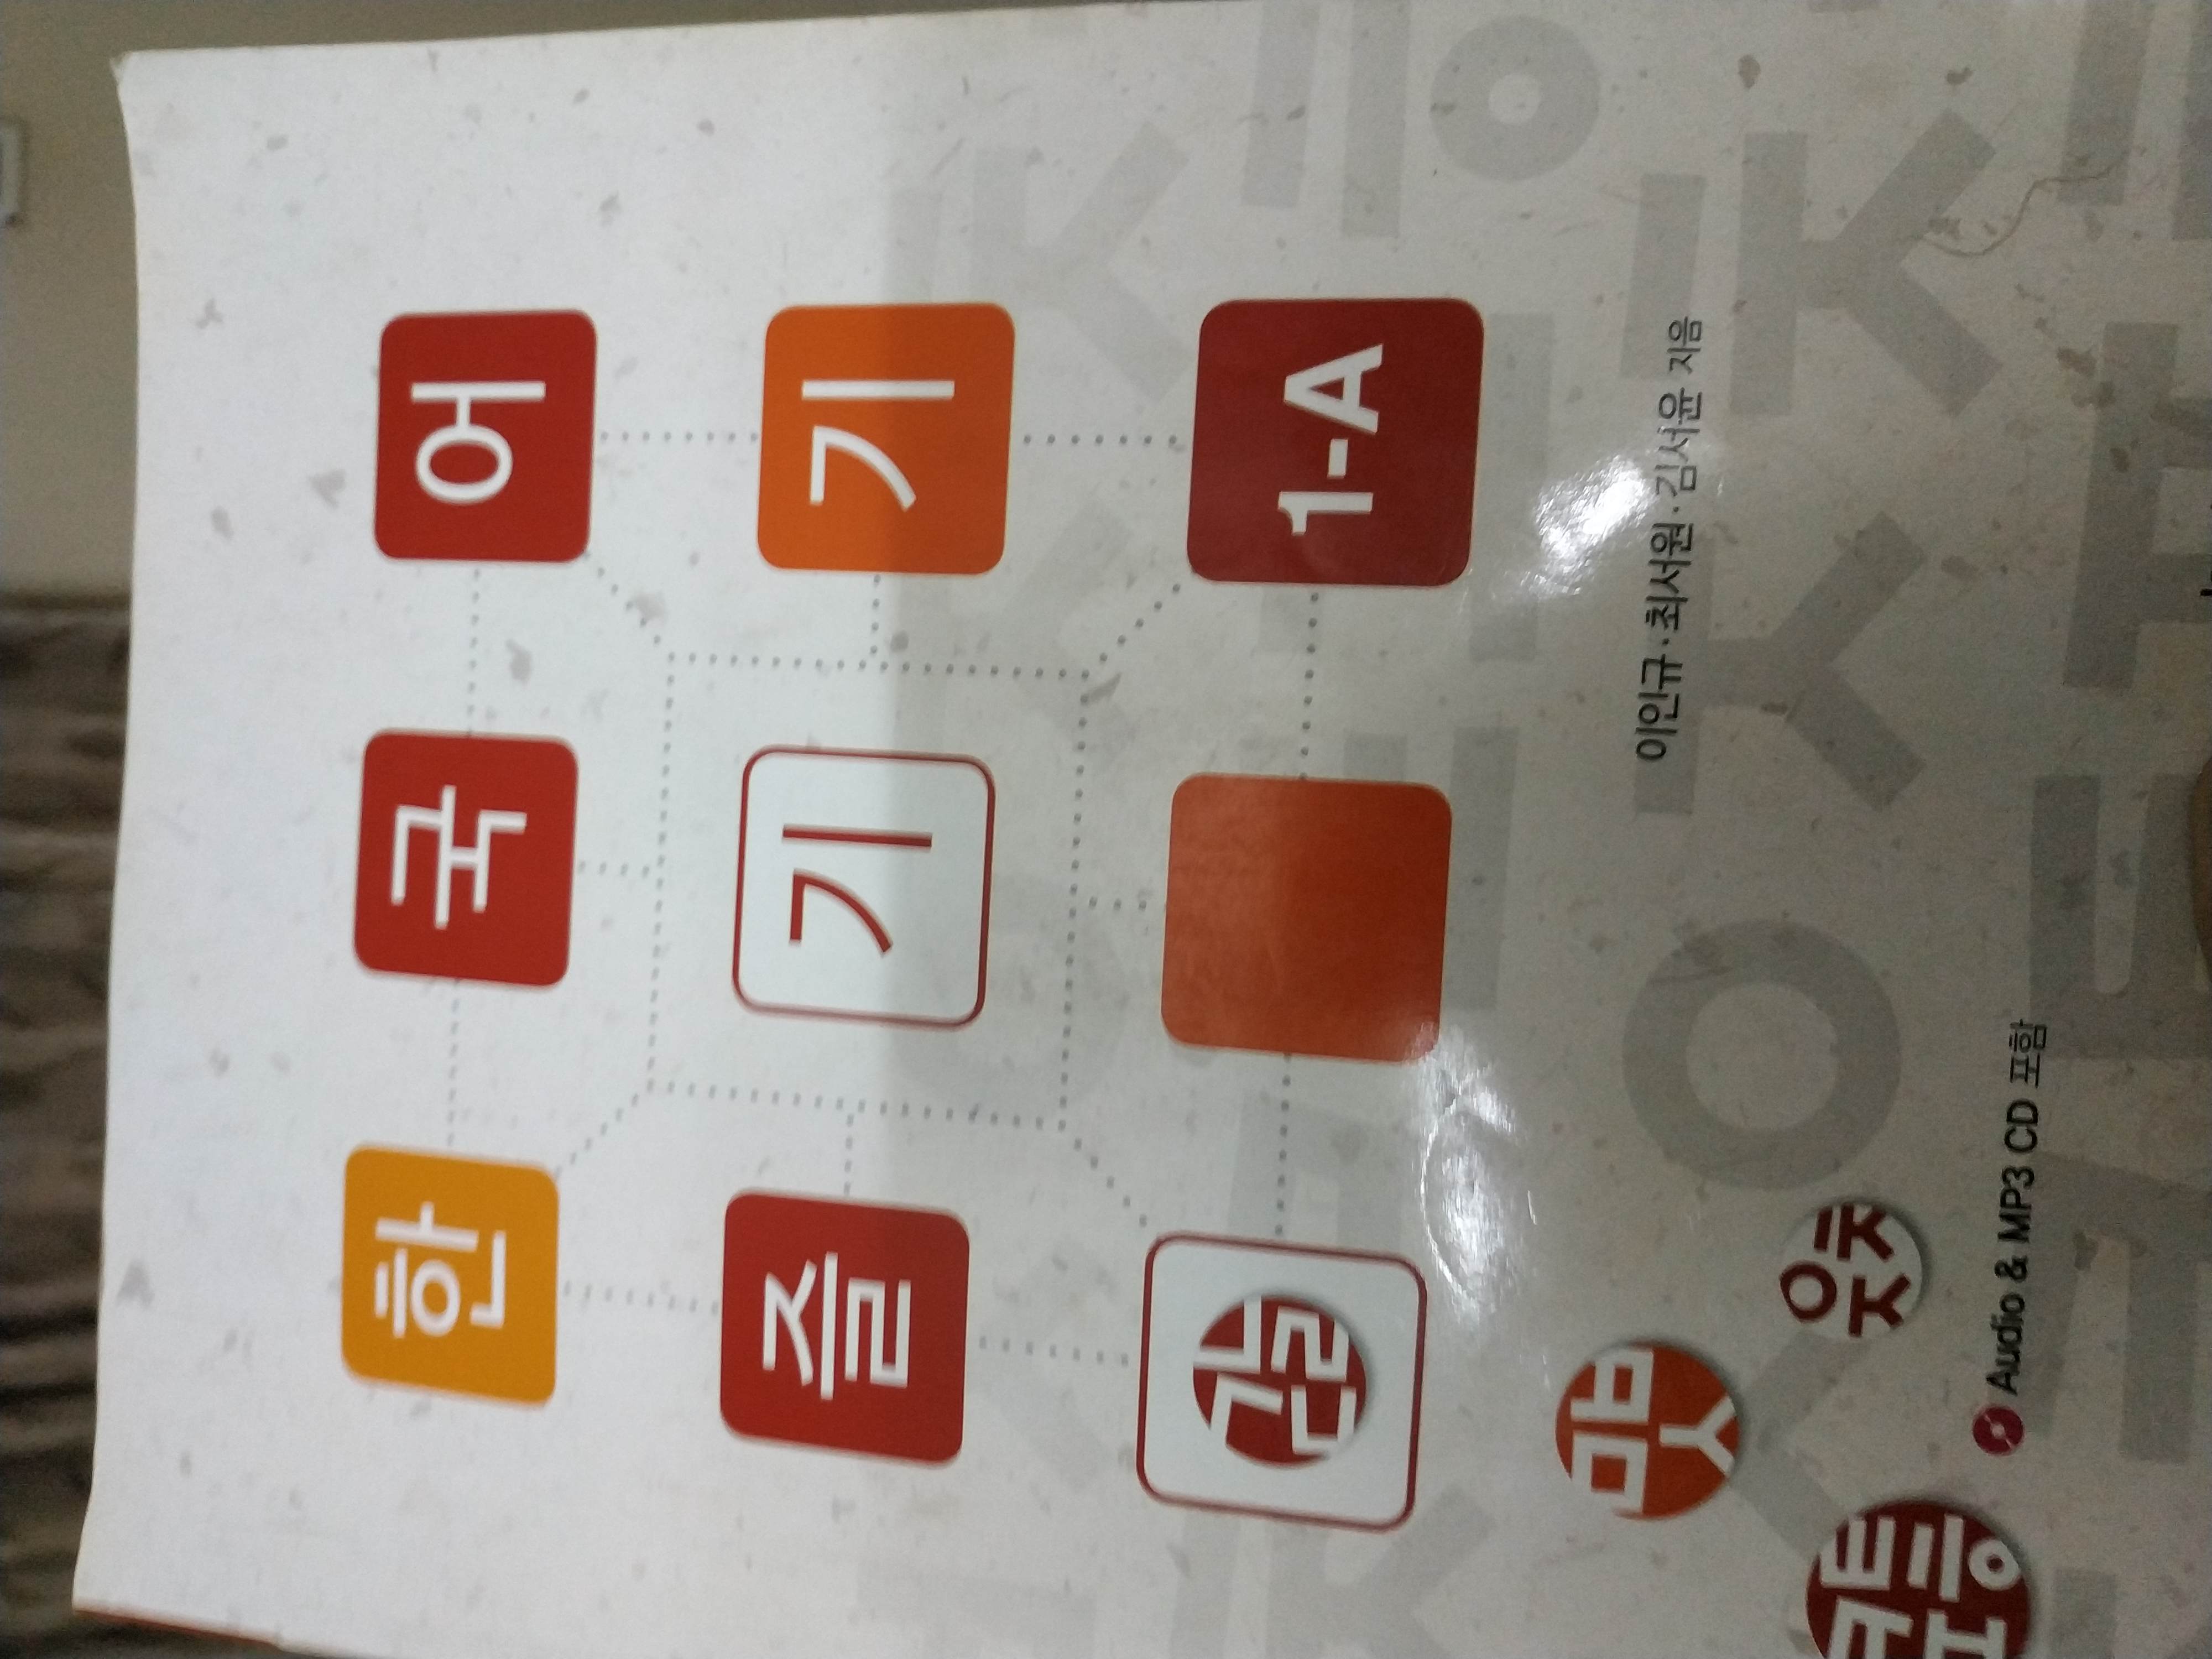 한 국 어
즐 기 기
1-A
이인규·최서원·김서윤 지음
Audio & MP3 CD 포함